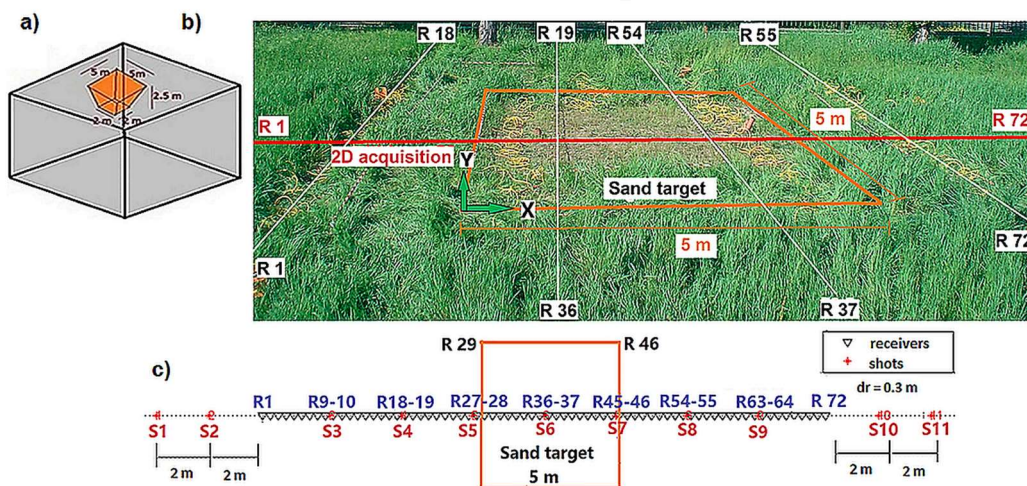 a)
5 m
5m
2.5 m
2 m
2 m
b)
R 18
R 19
R 54
R 55
R 1
R 72
5 m
2D acquisition
Y
Sand target
X
5 m
R 1
R 72
R 36
R 37
c)
R 29
R 46
receivers
shots
dr = 0.3 m
R1
R9-10
R18-19
R27-28
R36-37
R45-46
R54-55
R63-64
R 72
S1
S2
S3
S4
S5
S6
S7
S8
S9
S10
S11
2 m
2 m
Sand target
5 m
2 m
2 m